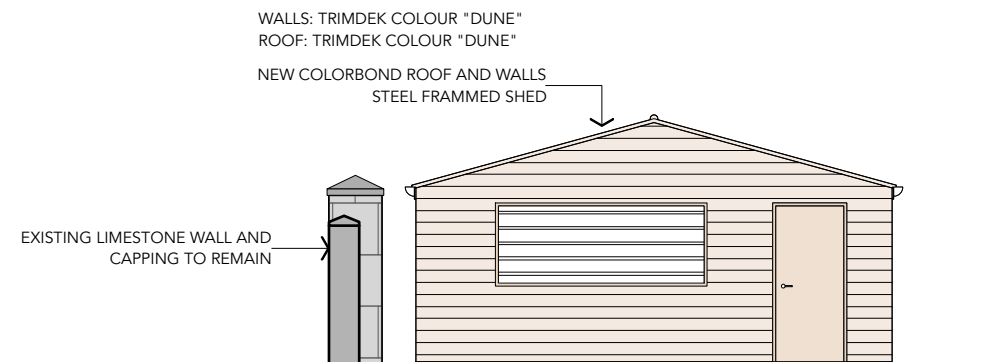 WALLS: TRIMDEK COLOUR "DUNE"
ROOF: TRIMDEK COLOUR "DUNE"
NEW COLORBOND ROOF AND WALLS
STEEL FRAMMED SHED
EXISTING LIMESTONE WALL AND
CAPPING TO REMAIN